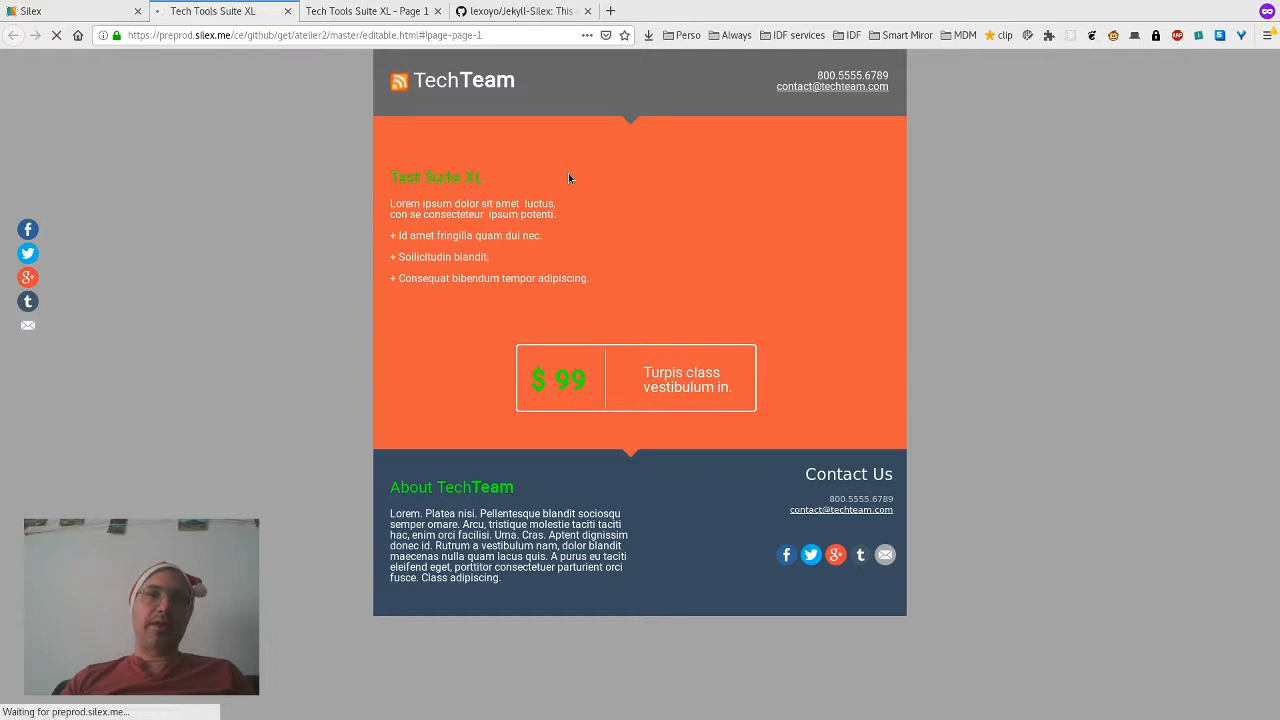 Silex
Tech Tools Suite XL
Tech Tools Suite XL - Page 1
lexoyo/Jekyll-Silex: This
https://preprod.silex.me/ce/github/get/atelier2/master/editable.html#!page-page-1
Perso
Always
IDF services
IDF
Smart Miror
MDM
clip
TechTeam
800.5555.6789
contact@techteam.com
Test Suite XL
Lorem ipsum dolor sit amet luctus,
con se consecteteur ipsum potenti.
+ Id amet fringilla quam dui nec.
+ Sollicitudin blandit.
+ Consequat bibendum tempor adipiscing.
$ 99
Turpis class
vestibulum in.
About TechTeam
Lorem. Platea nisi. Pellentesque blandit sociosqu
semper ornare. Arcu, tristique molestie taciti taciti
hac, enim orci facilisi. Urna. Cras. Aptent dignissim
donec id. Rutrum a vestibulum nam, dolor blandit
maecenas nulla quam lacus quis. A purus eu taciti
eleifend eget, porttitor consectetuer parturient orci
fusce. Class adipiscing.
Contact Us
800.5555.6789
contact@techteam.com
Waiting for preprod.silex.me...